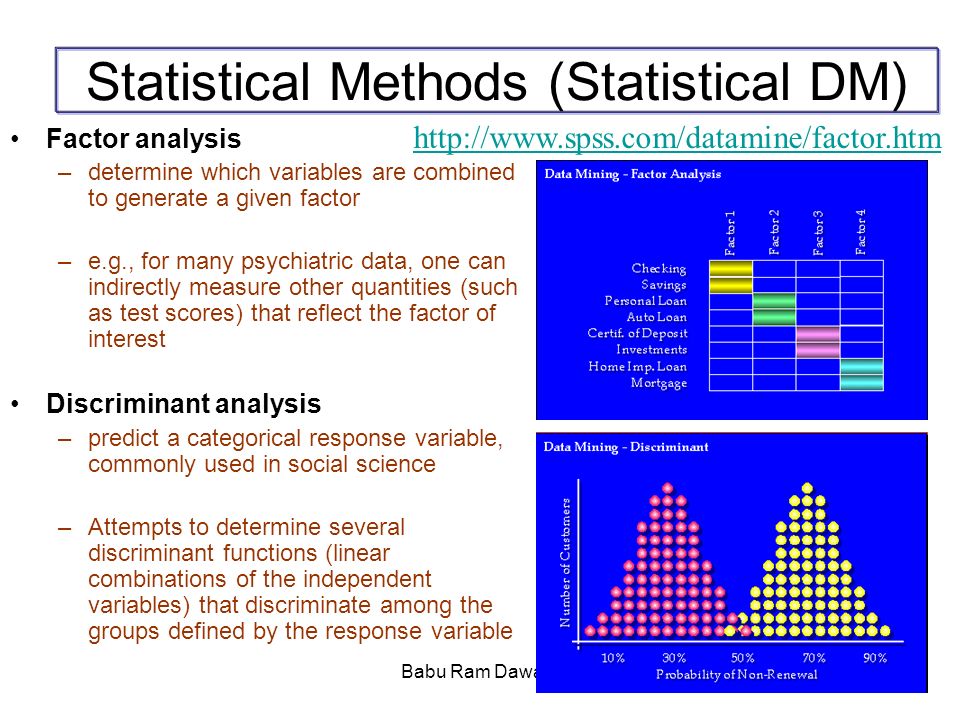 Statistical Methods (Statistical DM)
• Factor analysis
http://www.spss.com/datamine/factor.htm
– determine which variables are combined
to generate a given factor
– e.g., for many psychiatric data, one can
indirectly measure other quantities (such
as test scores) that reflect the factor of
interest
• Discriminant analysis
– predict a categorical response variable,
commonly used in social science
– Attempts to determine several
discriminant functions (linear
combinations of the independent
variables) that discriminate among the
groups defined by the response variable
Data Mining - Factor Analysis
Factor 1
Factor 2
Factor 3
Factor 4
Checking
Savings
Personal Loan
Auto Loan
Certif. of Deposit
Investments
Home Imp. Loan
Mortgage
Data Mining - Discriminant
Number of Customers
10% 30% 50% 70% 90%
Probability of Non-Renewal
Babu Ram